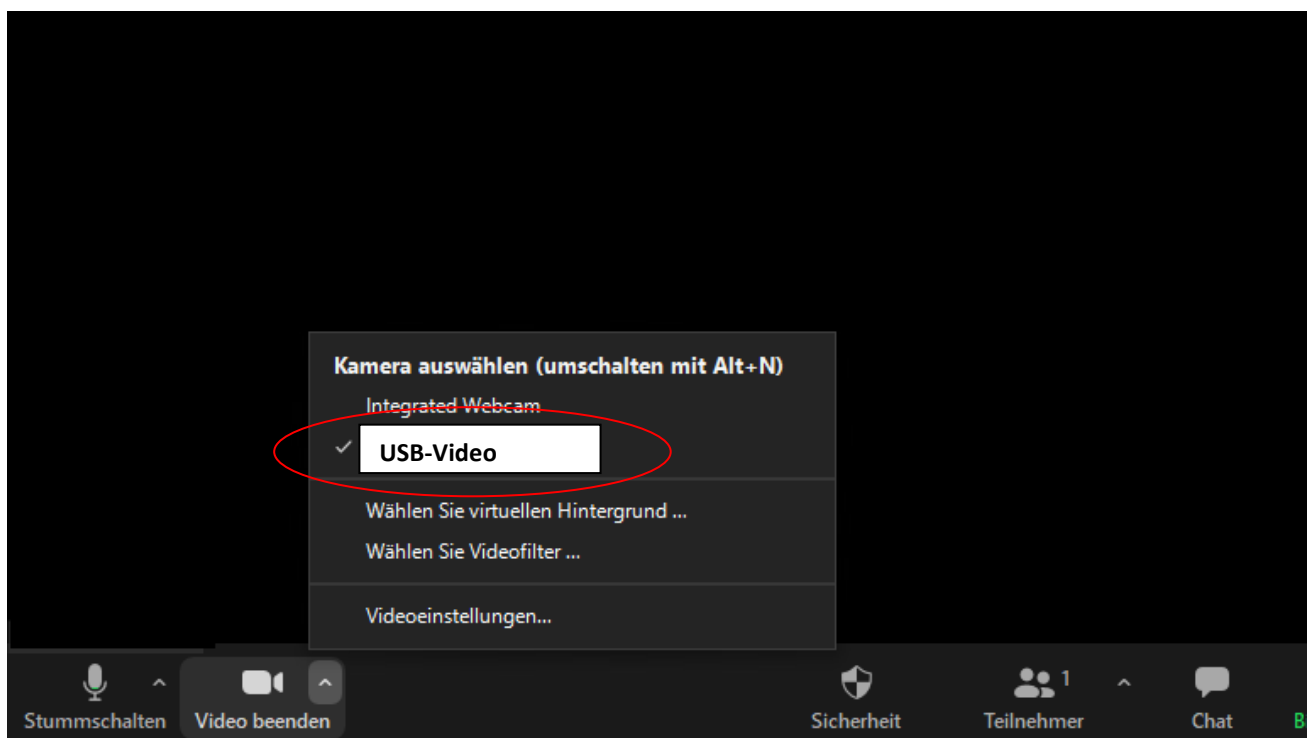 Kamera auswählen (umschalten mit Alt+N)
Integrated Webcam
USB-Video
Wählen Sie virtuellen Hintergrund ...
Wählen Sie Videofilter ...
Videoeinstellungen...
1
Stummschalten Video beenden Sicherheit Teilnehmer Chat